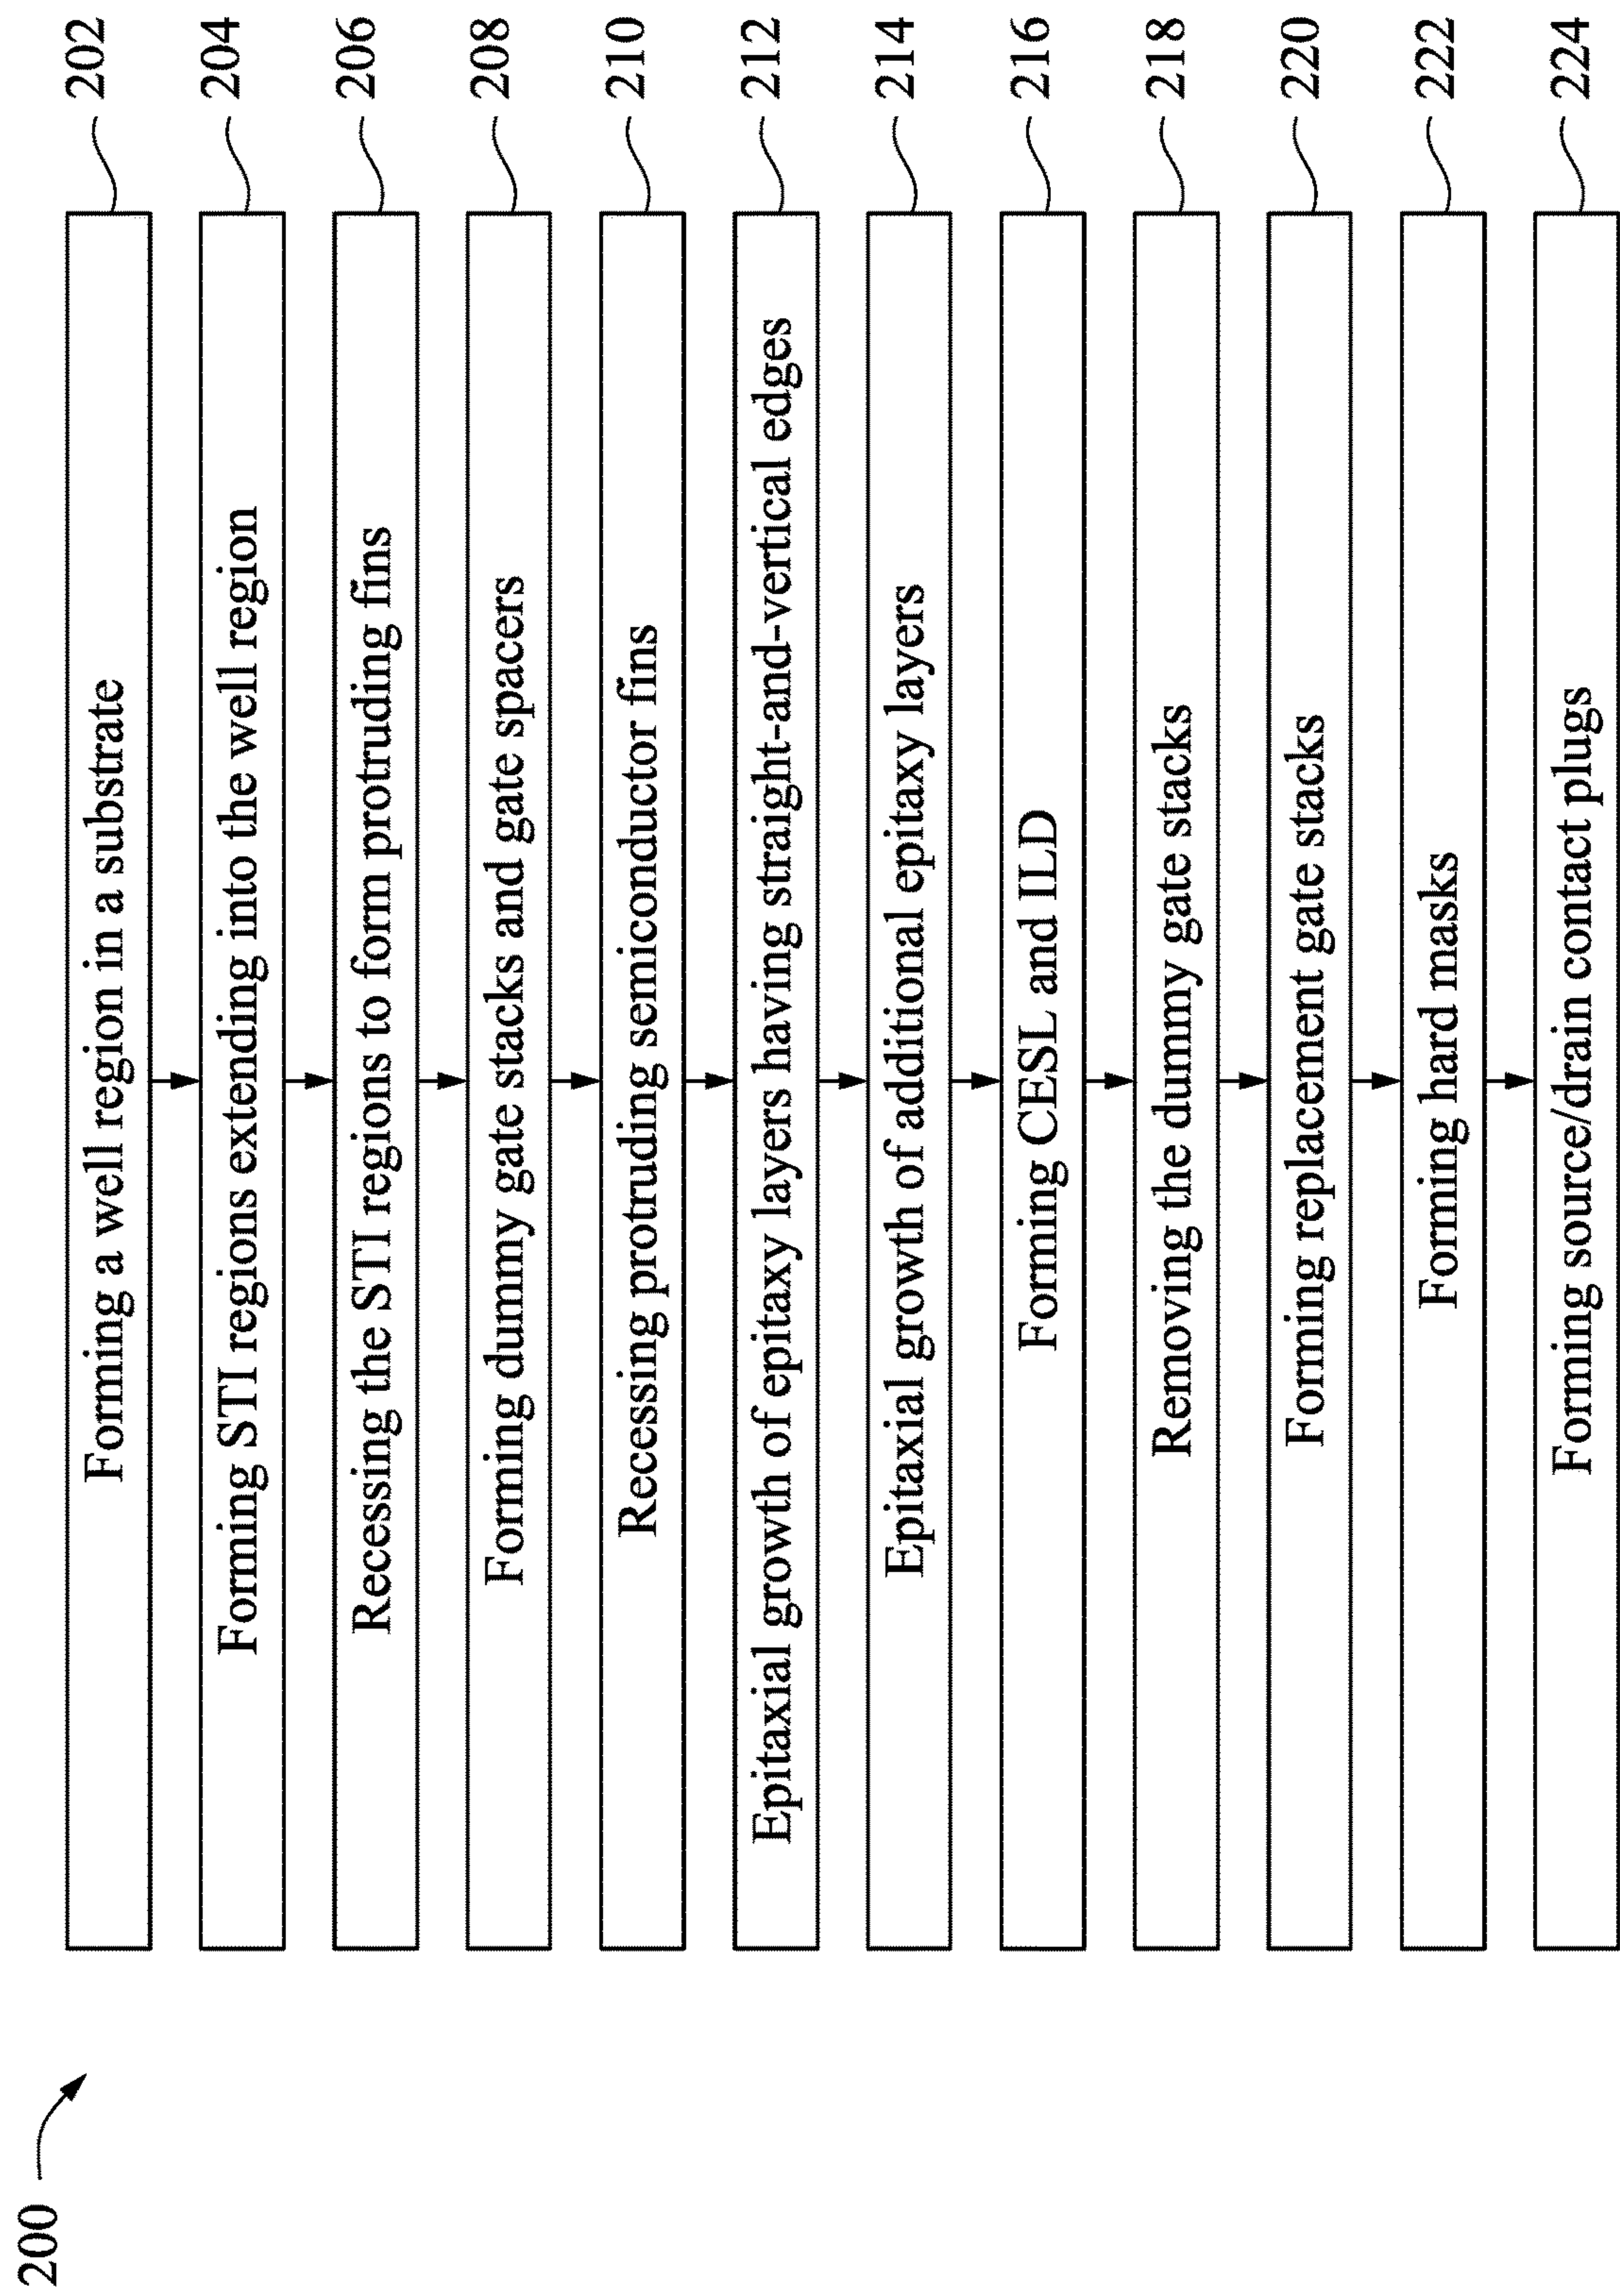 200
Forming a well region in a substrate 202
Forming STI regions extending into the well region 204
Recessing the STI regions to form protruding fins 206
Forming dummy gate stacks and gate spacers 208
Recessing protruding semiconductor fins 210
Epitaxial growth of epitaxy layers having straight-and-vertical edges 212
Epitaxial growth of additional epitaxy layers 214
Forming CESL and ILD 216
Removing the dummy gate stacks 218
Forming replacement gate stacks 220
Forming hard masks 222
Forming source/drain contact plugs 224